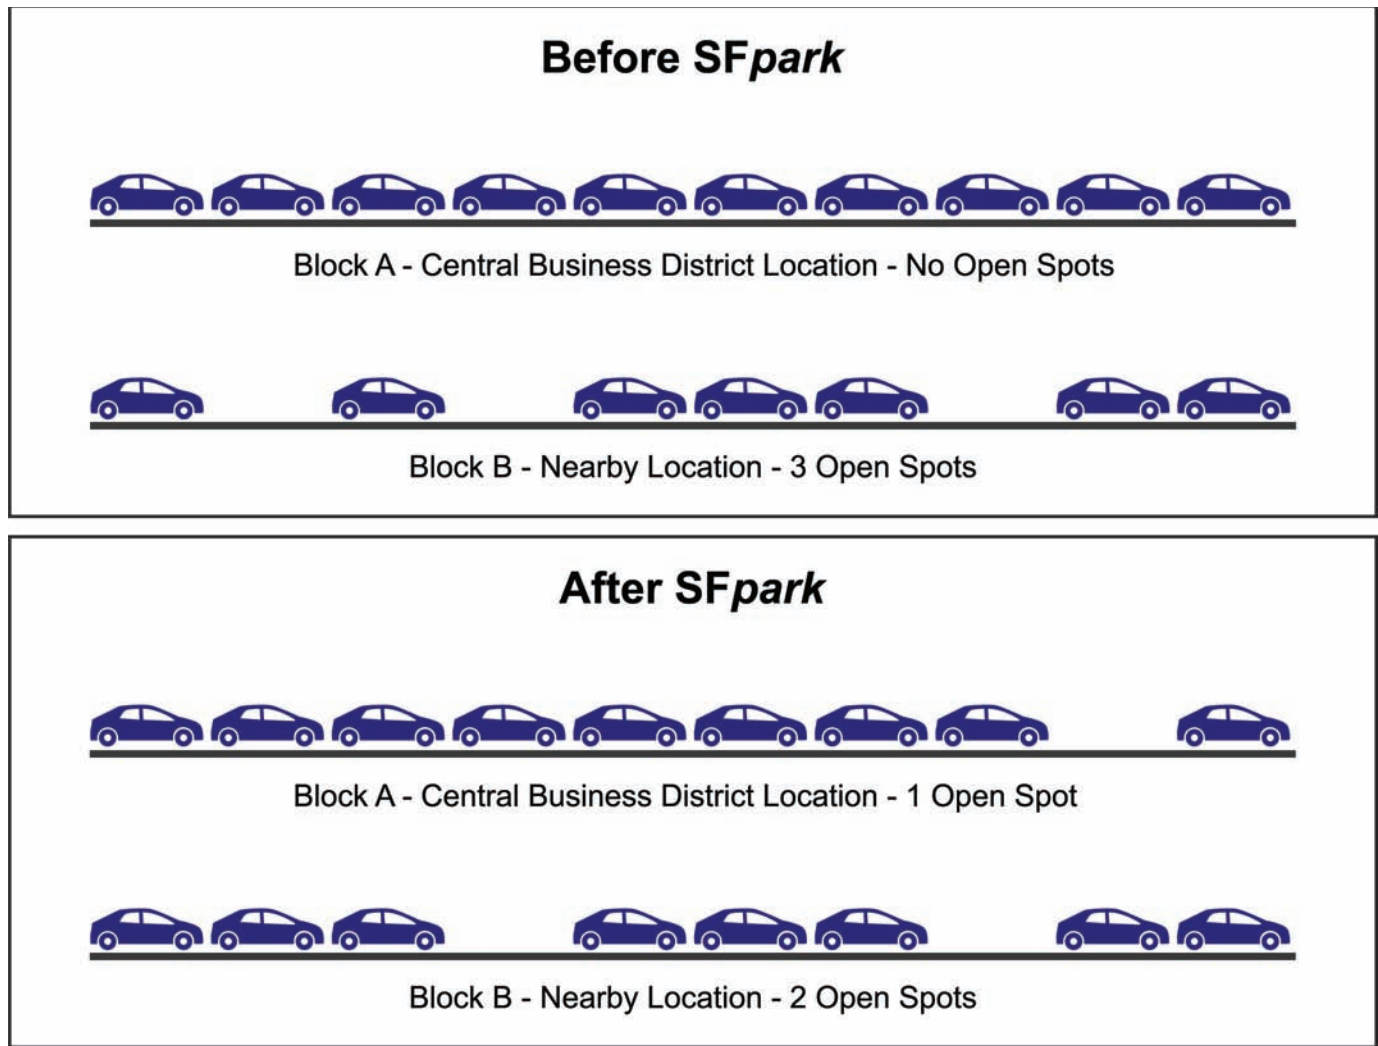 Before SFpark
Block A - Central Business District Location - No Open Spots
Block B - Nearby Location - 3 Open Spots
After SFpark
Block A - Central Business District Location - 1 Open Spot
Block B - Nearby Location - 2 Open Spots